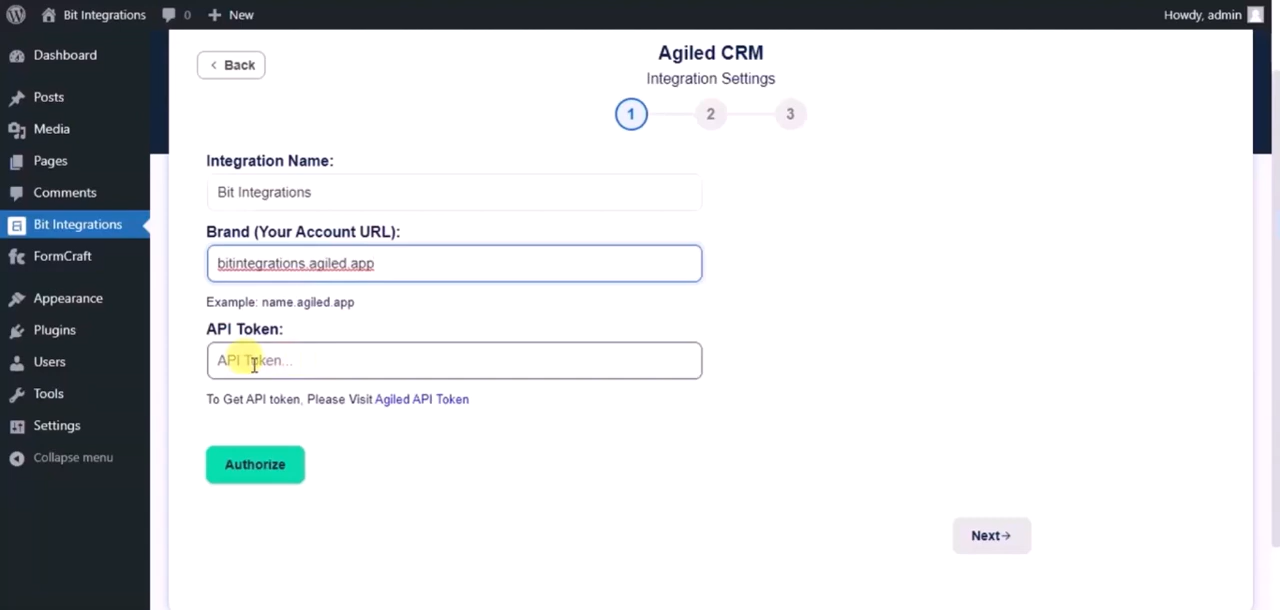 Bit Integrations 0 New Howdy, admin
Dashboard
Posts
Media
Pages
Comments
Bit Integrations
FormCraft
Appearance
Plugins
Users
Tools
Settings
Collapse menu
Back
Agiled CRM
Integration Settings
1 2 3
Integration Name:
Bit Integrations
Brand (Your Account URL):
bitintegrations.agiled.app
Example: name.agiled.app
API Token:
API Token...
To Get API token, Please Visit Agiled API Token
Authorize
Next→